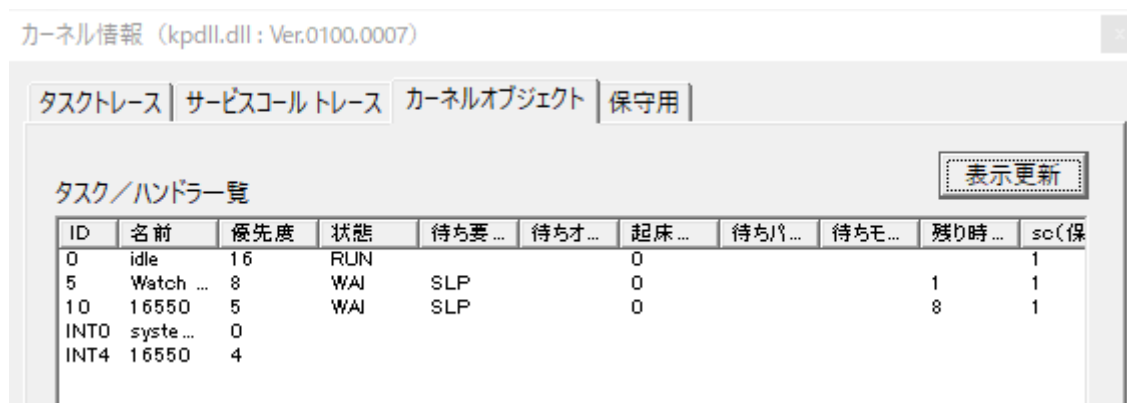 カーネル情報（kpdll.dll : Ver.0100.0007）
タスクトレース サービスコール トレース カーネルオブジェクト 保守用
表示更新
タスク／ハンドラ一覧
ID 名前 優先度 状態 待ち要... 待ちオ... 起床... 待ちパ... 待ちモ... 残り時... sc(保
0 idle 16 RUN 0 1
5 Watch ... 8 WAI SLP 0 1 1
10 16550 5 WAI SLP 0 8 1
INT0 syste... 0
INT4 16550 4